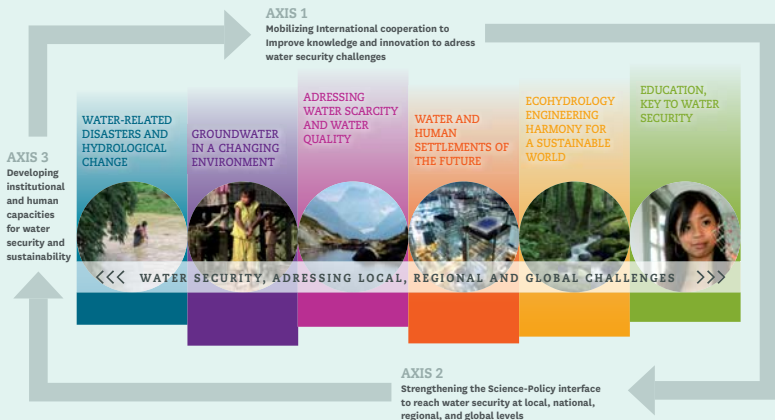 AXIS 1
Mobilizing International cooperation to
Improve knowledge and innovation to adress
water security challenges
WATER-RELATED
DISASTERS AND
HYDROLOGICAL
CHANGE
GROUNDWATER
IN A CHANGING
ENVIRONMENT
ADRESSING
WATER SCARCITY
AND WATER
QUALITY
WATER AND
HUMAN
SETTLEMENTS OF
THE FUTURE
ECOHYDROLOGY
ENGINEERING
HARMONY FOR
A SUSTAINABLE
WORLD
EDUCATION,
KEY TO WATER
SECURITY
AXIS 3
Developing
institutional
and human
capacities
for water
security and
sustainability
<<< WATER SECURITY, ADRESSING LOCAL, REGIONAL AND GLOBAL CHALLENGES >>>
AXIS 2
Strengthening the Science-Policy interface
to reach water security at local, national,
regional, and global levels